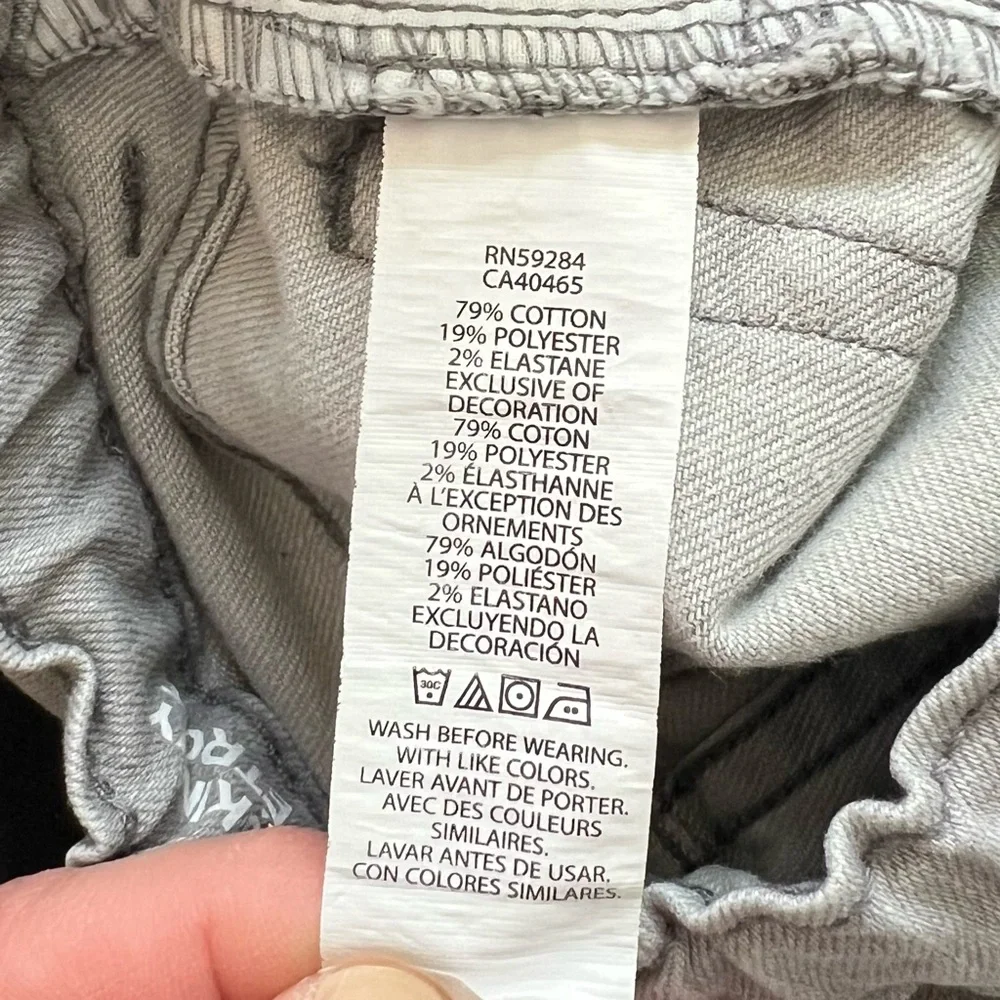 RN59284
CA40465
79% COTTON
19% POLYESTER
2% ELASTANE
EXCLUSIVE OF
DECORATION
79% COTON
19% POLYESTER
2% ÉLASTHANNE
À L'EXCEPTION DES
ORNEMENTS
79% ALGODÓN
19% POLIÉSTER
2% ELASTANO
EXCLUYENDO LA
DECORACIÓN
30C
WASH BEFORE WEARING.
WITH LIKE COLORS.
LAVER AVANT DE PORTER.
AVEC DES COULEURS
SIMILAIRES.
LAVAR ANTES DE USAR.
CON COLORES SIMILARES.